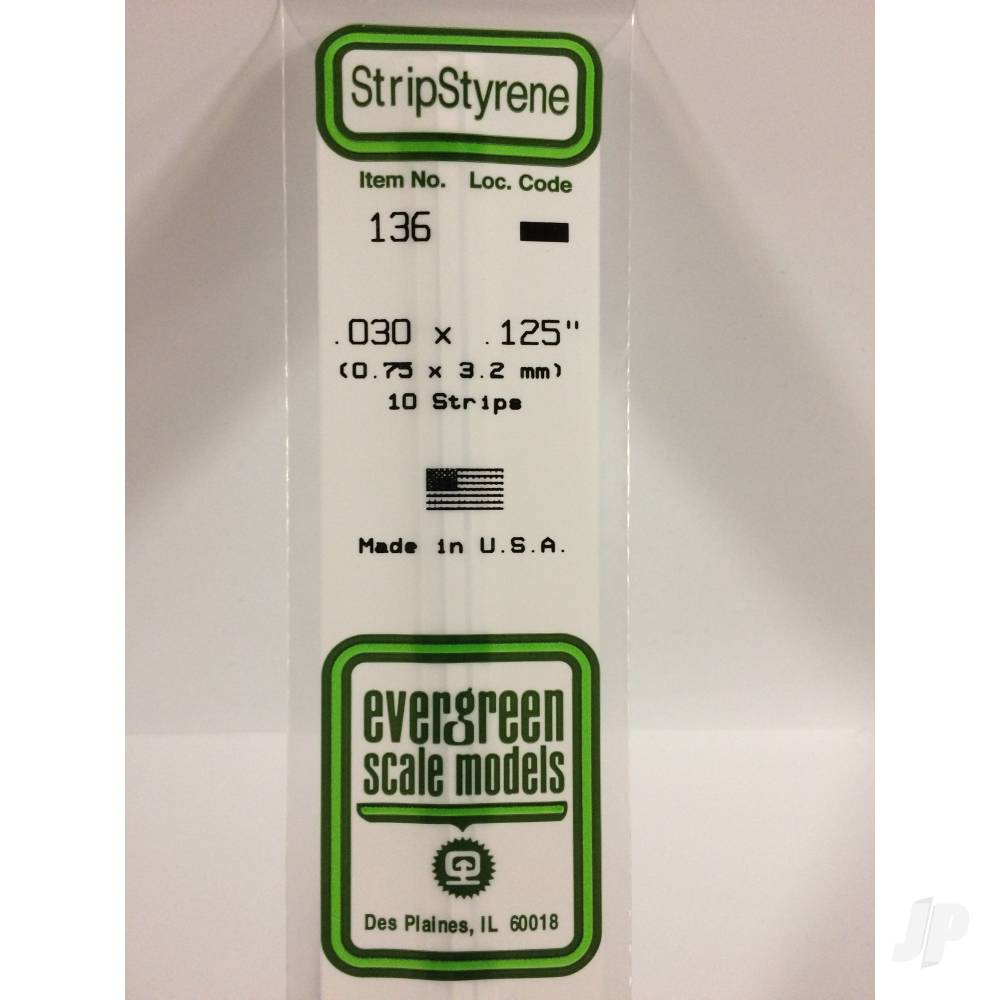 StripStyrene
Item No. Loc. Code
136
.030 x .125"
(0.75 x 3.2 mm)
10 Strips
Made in U.S.A.
evergreen
scale models
Des Plaines, IL 60018
JP